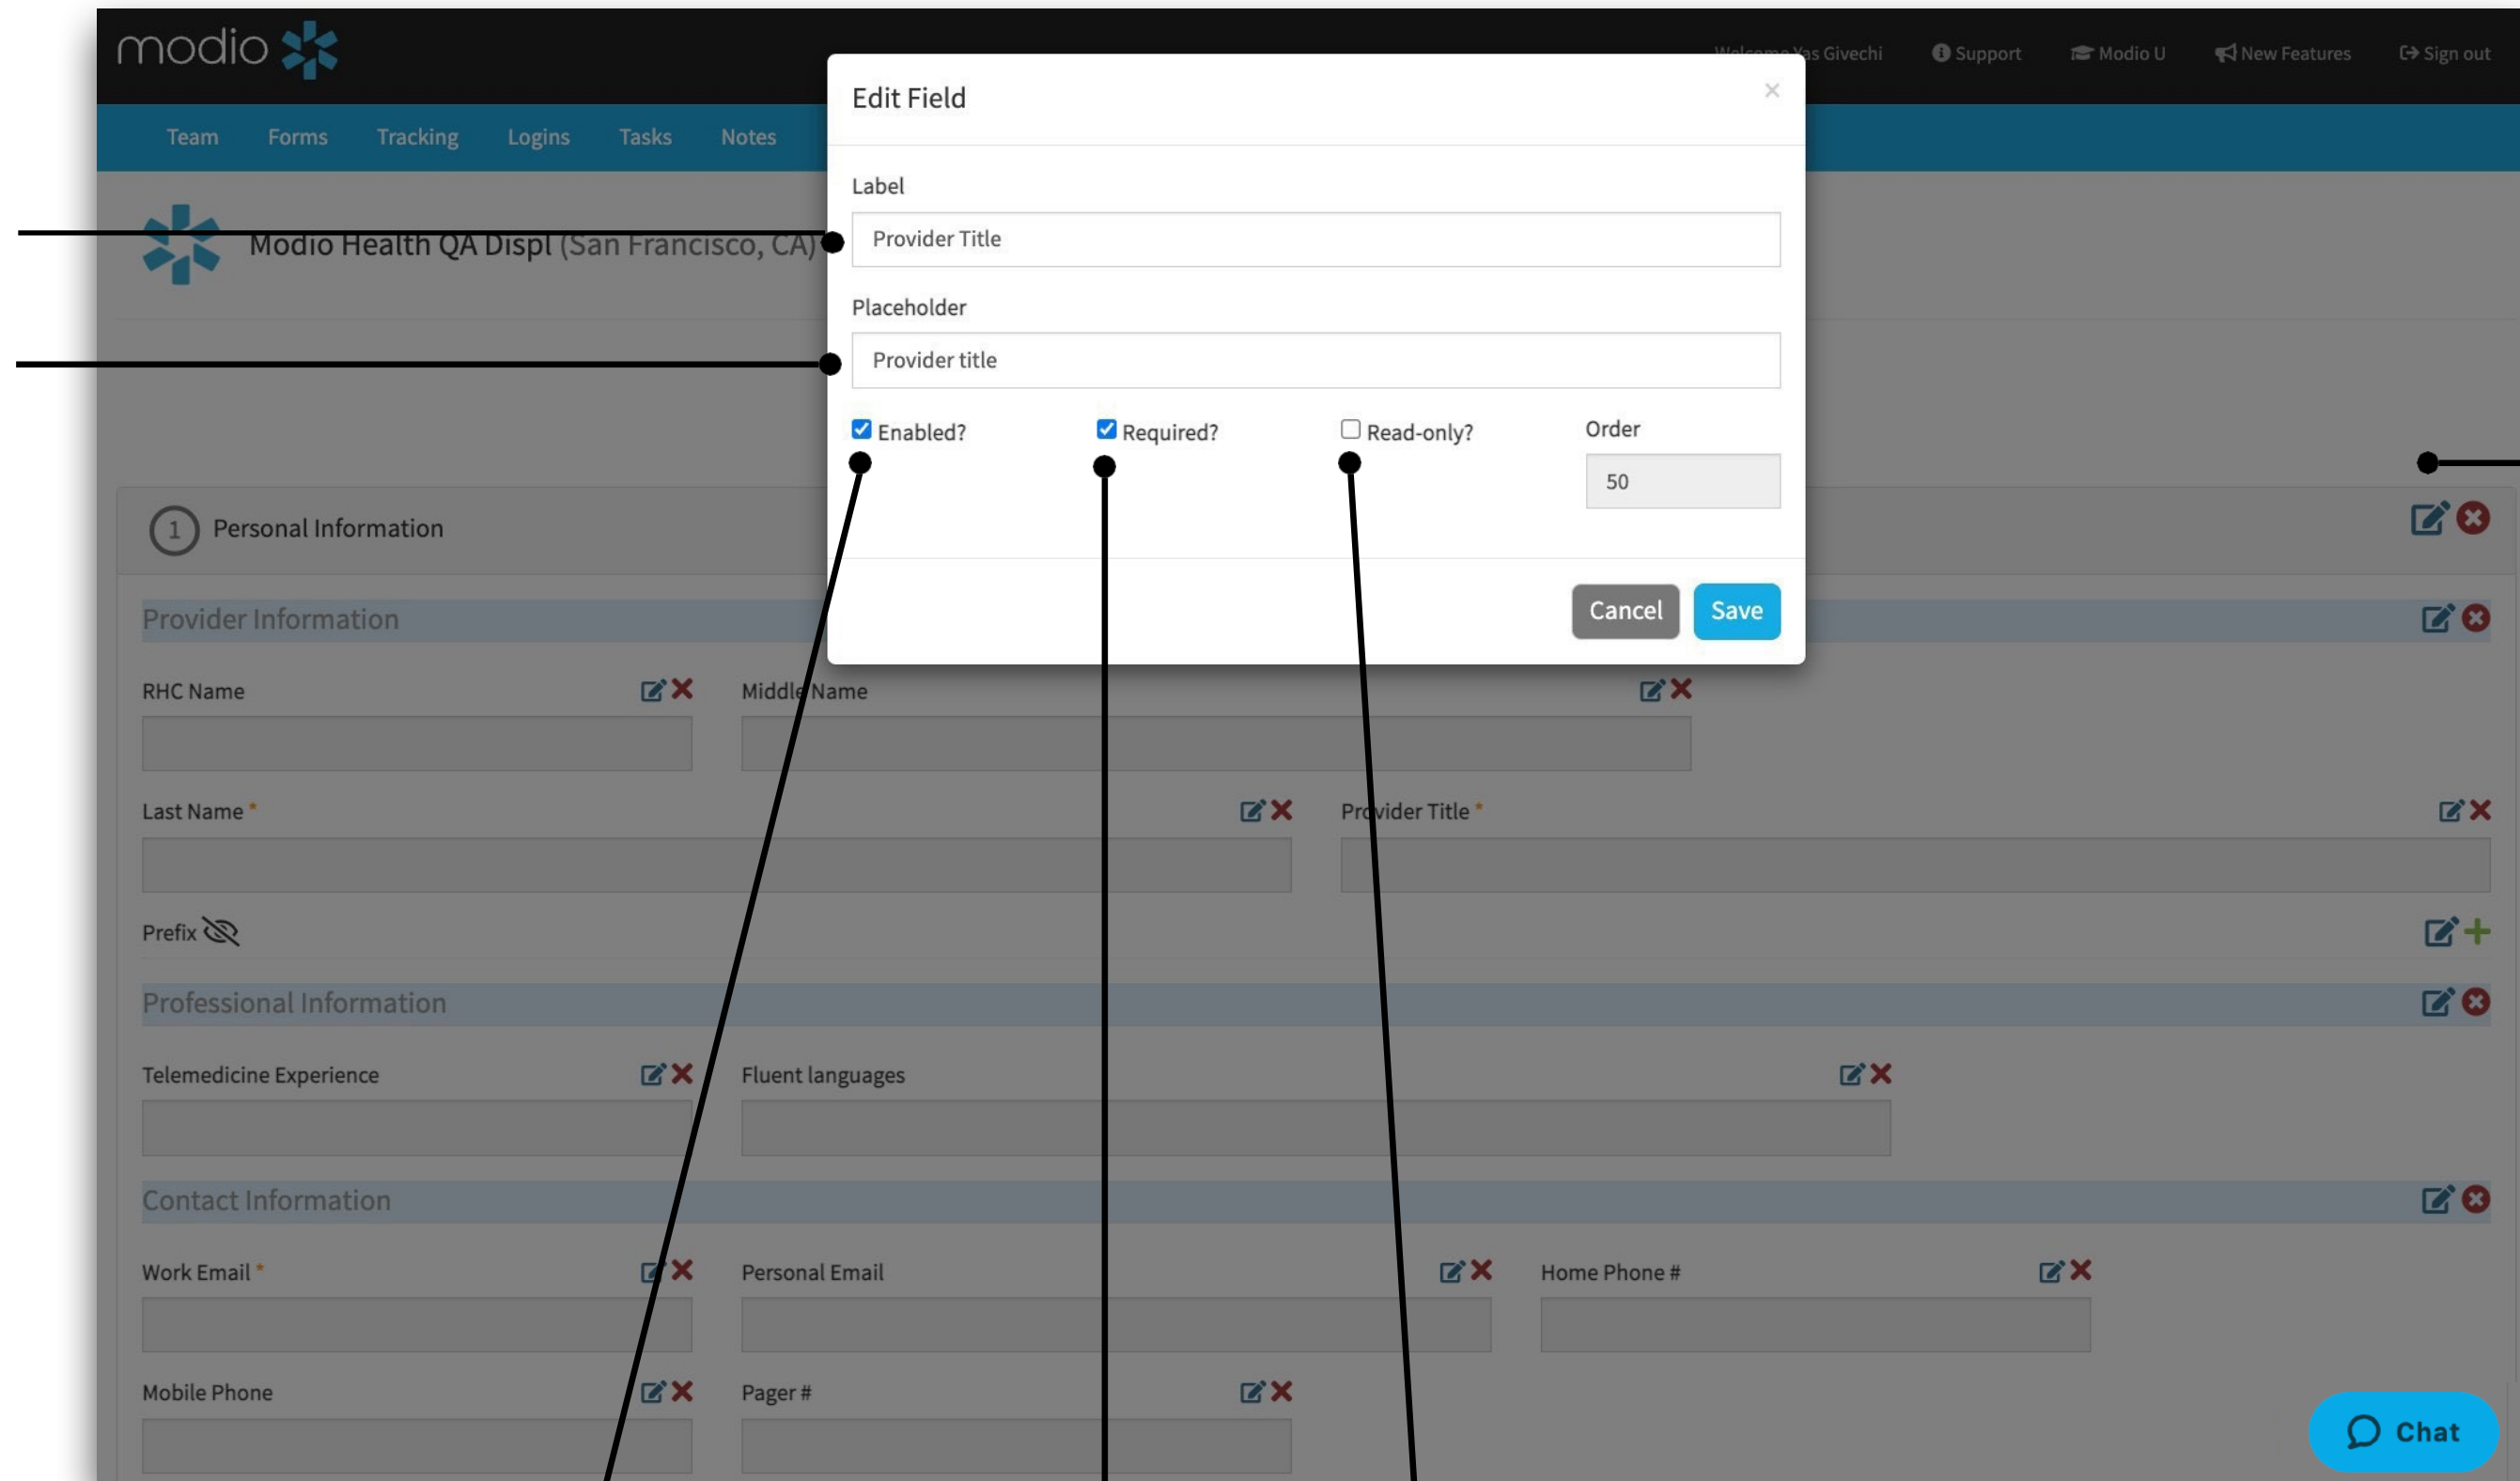 modio
Welcome Yas Givechi Support Modio U New Features Sign out
Team Forms Tracking Logins Tasks Notes
Modio Health QA Displ (San Francisco, CA)
Edit Field
×
Label
Provider Title
Placeholder
Provider title
Enabled? Required? Read-only? Order
50
Cancel Save
1 Personal Information
Provider Information
RHC Name Middle Name
Last Name * Provider Title *
Prefix
Professional Information
Telemedicine Experience Fluent languages
Contact Information
Work Email * Personal Email Home Phone #
Mobile Phone Pager #
Chat